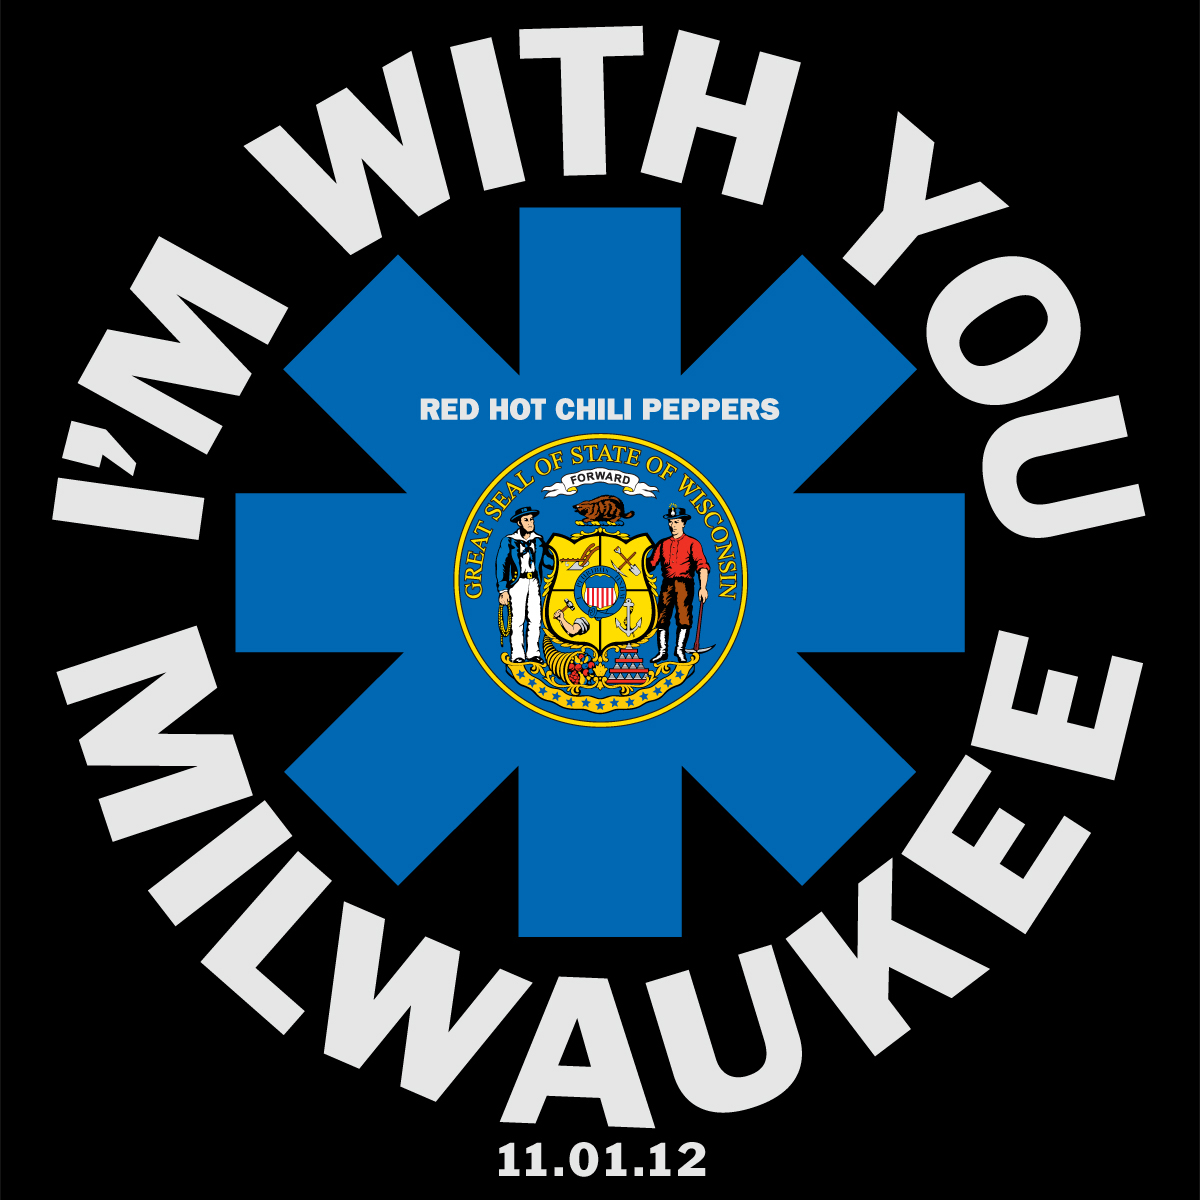 I'M WITH YOU
RED HOT CHILI PEPPERS
GREAT SEAL OF STATE OF WISCONSIN
FORWARD
MILWAUKEE
11.01.12